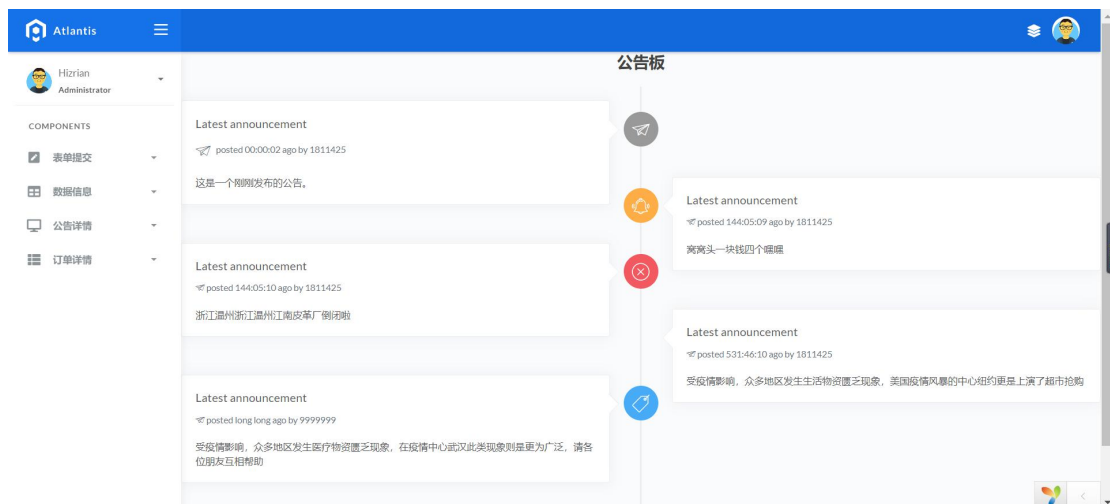 Atlantis
Hizrian
Administrator
COMPONENTS
表单提交
数据信息
公告详情
订单详情
公告板
Latest announcement
posted 00:00:02 ago by 1811425
这是一个刚刚发布的公告。
Latest announcement
posted 144:05:09 ago by 1811425
窝窝头一块钱四个嘿嘿
Latest announcement
posted 144:05:10 ago by 1811425
浙江温州浙江温州江南皮革厂倒闭啦
Latest announcement
posted 531:46:10 ago by 1811425
受疫情影响，众多地区发生生活物资匮乏现象，美国疫情风暴的中心纽约更是上演了超市抢购
Latest announcement
posted long long ago by 9999999
受疫情影响，众多地区发生医疗物资匮乏现象，在疫情中心武汉此类现象则是更为广泛，请各
位朋友互相帮助